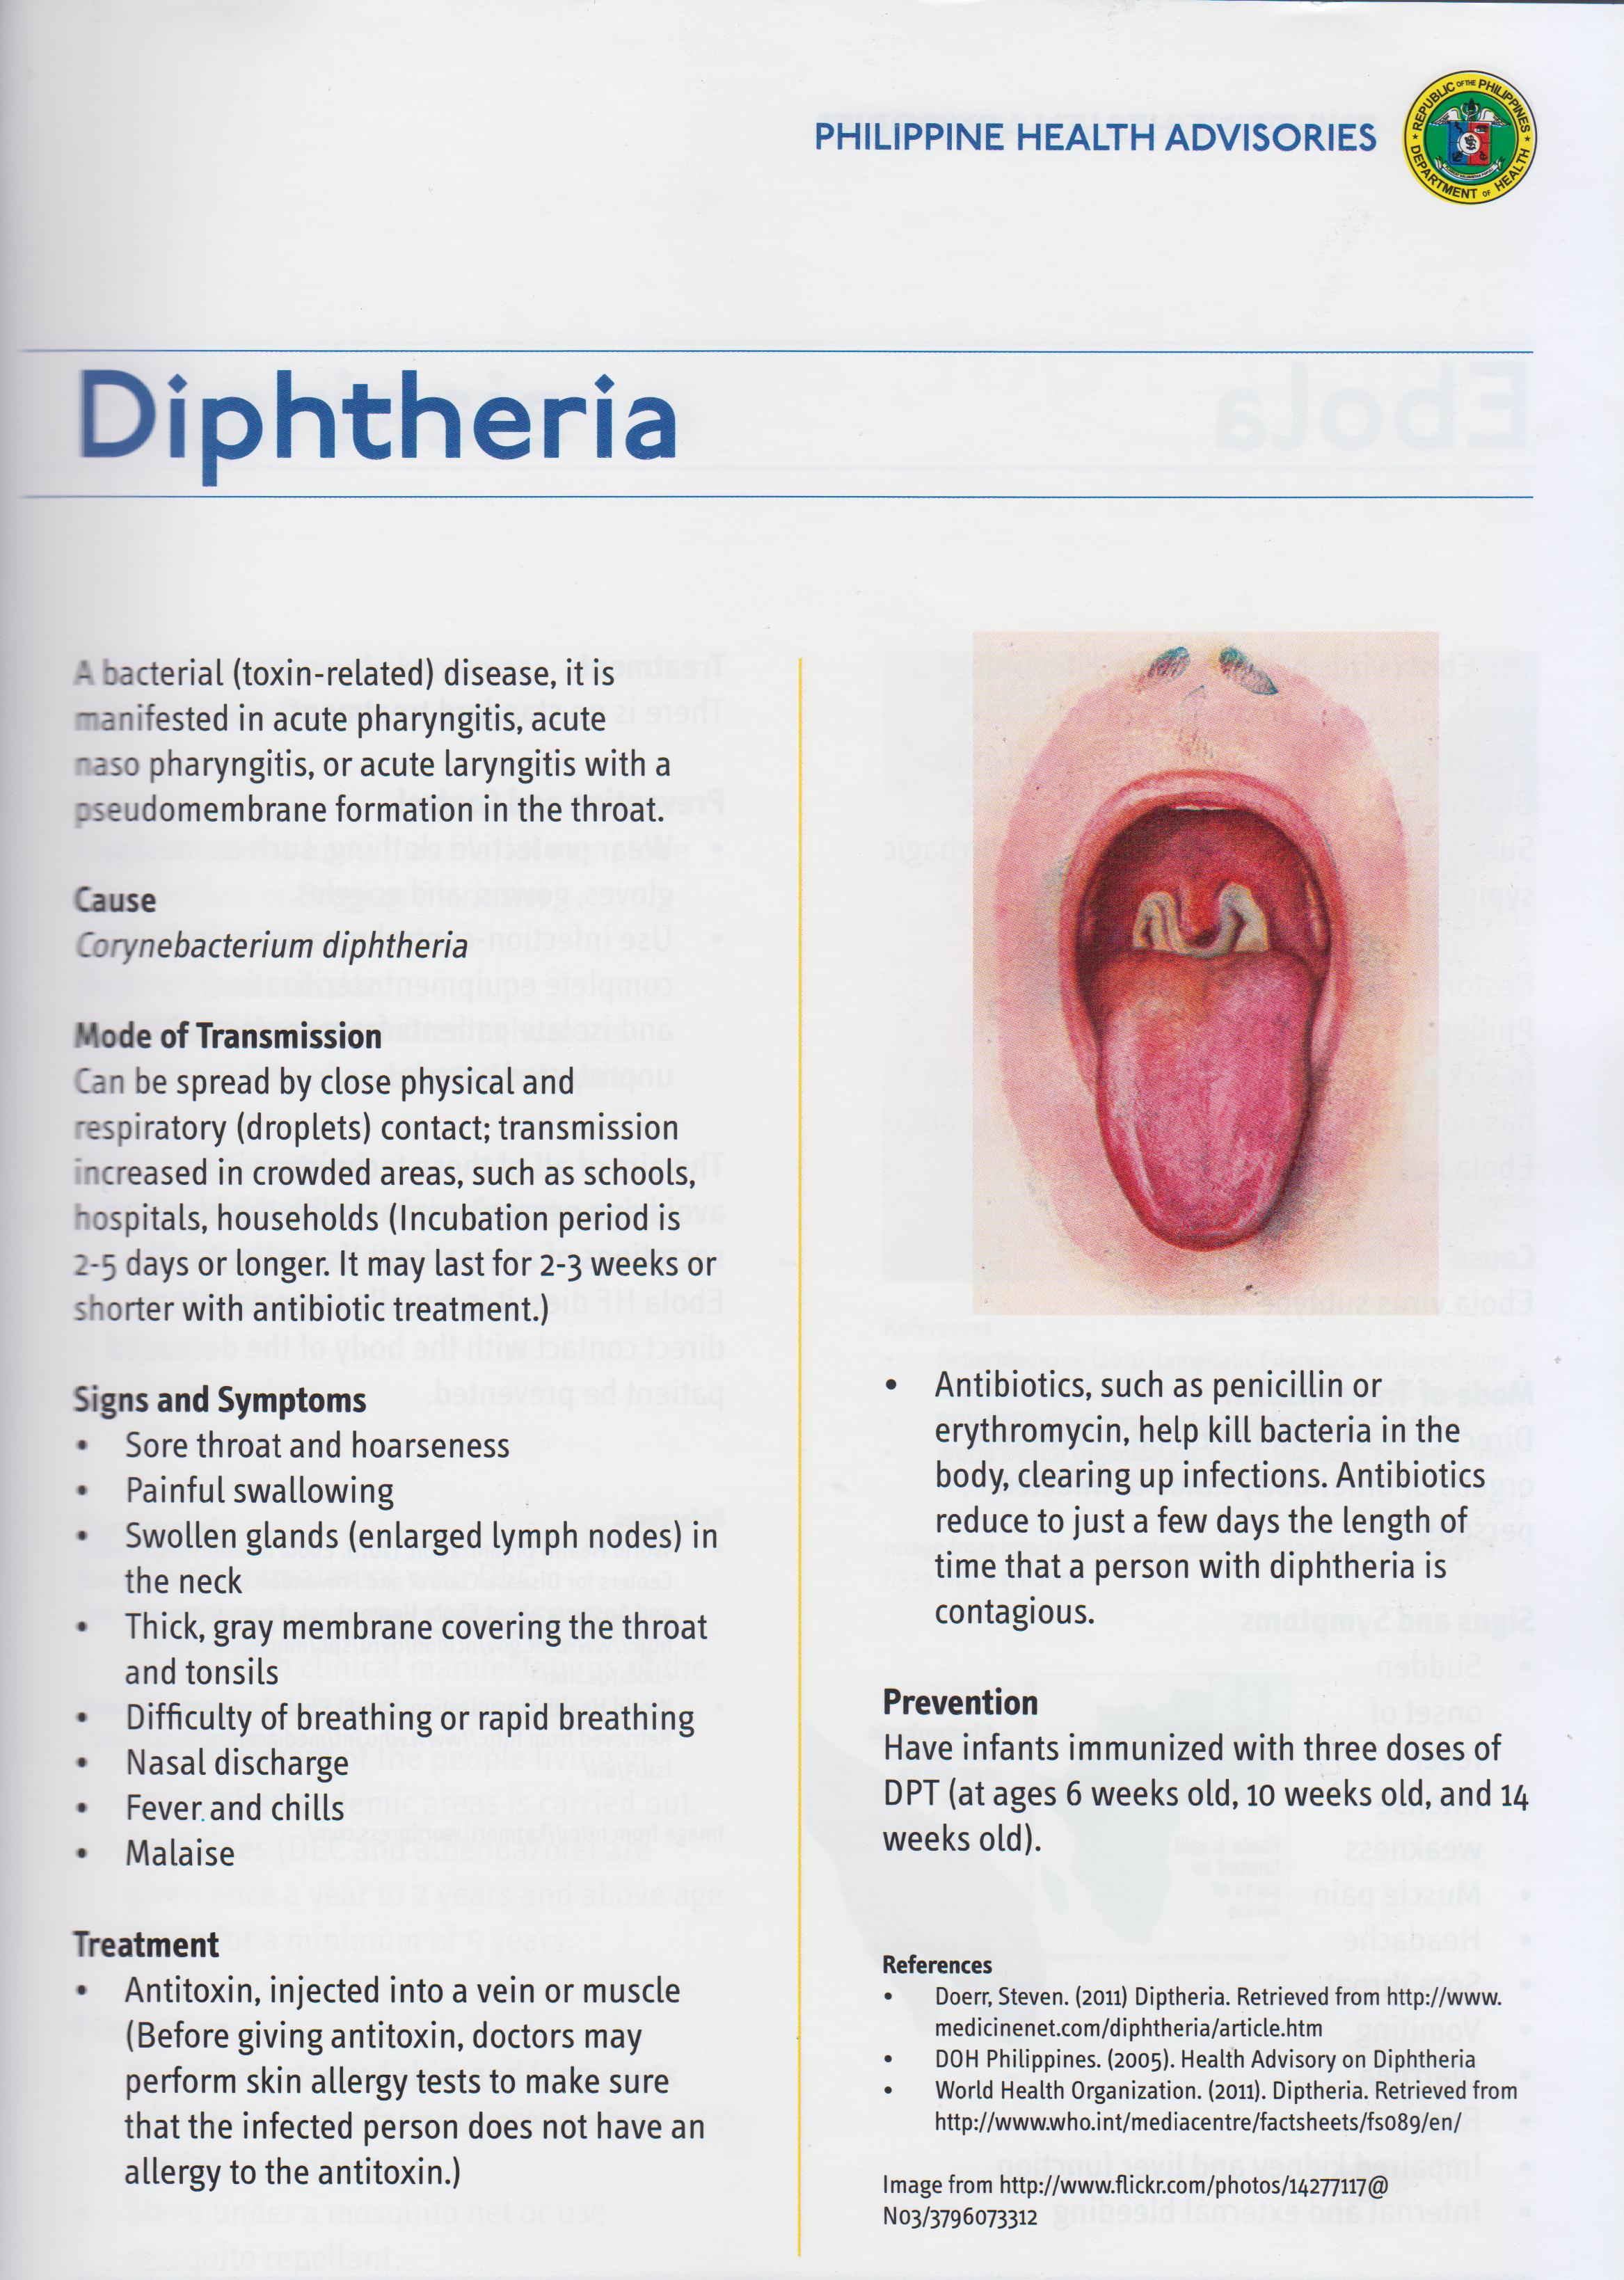 PHILIPPINE HEALTH ADVISORIES
REPUBLIC OF THE PHILIPPINES
DEPARTMENT OF HEALTH
Diphtheria
A bacterial (toxin-related) disease, it is
manifested in acute pharyngitis, acute
naso pharyngitis, or acute laryngitis with a
pseudomembrane formation in the throat.
Cause
Corynebacterium diphtheria
Mode of Transmission
Can be spread by close physical and
respiratory (droplets) contact; transmission
increased in crowded areas, such as schools,
hospitals, households (Incubation period is
2-5 days or longer. It may last for 2-3 weeks or
shorter with antibiotic treatment.)
Signs and Symptoms
• Sore throat and hoarseness
• Painful swallowing
• Swollen glands (enlarged lymph nodes) in
the neck
• Thick, gray membrane covering the throat
and tonsils
• Difficulty of breathing or rapid breathing
• Nasal discharge
• Fever and chills
• Malaise
Treatment
• Antitoxin, injected into a vein or muscle
(Before giving antitoxin, doctors may
perform skin allergy tests to make sure
that the infected person does not have an
allergy to the antitoxin.)
• Antibiotics, such as penicillin or
erythromycin, help kill bacteria in the
body, clearing up infections. Antibiotics
reduce to just a few days the length of
time that a person with diphtheria is
contagious.
Prevention
Have infants immunized with three doses of
DPT (at ages 6 weeks old, 10 weeks old, and 14
weeks old).
References
• Doerr, Steven. (2011) Diptheria. Retrieved from http://www.
medicinenet.com/diphtheria/article.htm
• DOH Philippines. (2005). Health Advisory on Diphtheria
• World Health Organization. (2011). Diptheria. Retrieved from
http://www.who.int/mediacentre/factsheets/fs089/en/
Image from http://www.flickr.com/photos/14277117@
N03/3796073312